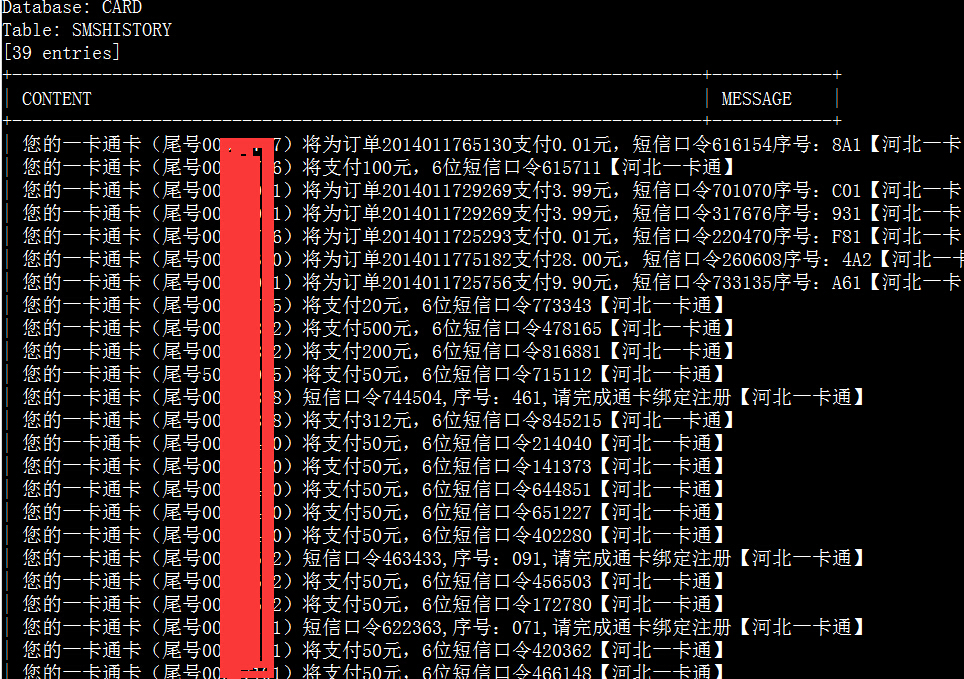 Database: CARD
Table: SMSHISTORY
[39 entries]
CONTENT MESSAGE
您的一卡通卡（尾号00 7）将为订单2014011765130支付0.01元，短信口令616154序号：8A1【河北一卡
您的一卡通卡（尾号00 6）将支付100元，6位短信口令615711【河北一卡通】
您的一卡通卡（尾号00 1）将为订单2014011729269支付3.99元，短信口令701070序号：C01【河北一卡
您的一卡通卡（尾号00 1）将为订单2014011729269支付3.99元，短信口令317676序号：931【河北一卡
您的一卡通卡（尾号00 6）将为订单2014011725293支付0.01元，短信口令220470序号：F81【河北一卡
您的一卡通卡（尾号00 0）将为订单2014011775182支付28.00元，短信口令260608序号：4A2【河北一卡
您的一卡通卡（尾号00 1）将为订单2014011725756支付9.90元，短信口令733135序号：A61【河北一卡
您的一卡通卡（尾号00 5）将支付20元，6位短信口令773343【河北一卡通】
您的一卡通卡（尾号00 2）将支付500元，6位短信口令478165【河北一卡通】
您的一卡通卡（尾号00 2）将支付200元，6位短信口令816881【河北一卡通】
您的一卡通卡（尾号50 5）将支付50元，6位短信口令715112【河北一卡通】
您的一卡通卡（尾号00 8）短信口令744504,序号：461,请完成通卡绑定注册【河北一卡通】
您的一卡通卡（尾号00 8）将支付312元，6位短信口令845215【河北一卡通】
您的一卡通卡（尾号00 0）将支付50元，6位短信口令214040【河北一卡通】
您的一卡通卡（尾号00 0）将支付50元，6位短信口令141373【河北一卡通】
您的一卡通卡（尾号00 0）将支付50元，6位短信口令644851【河北一卡通】
您的一卡通卡（尾号00 0）将支付50元，6位短信口令651227【河北一卡通】
您的一卡通卡（尾号00 0）将支付50元，6位短信口令402280【河北一卡通】
您的一卡通卡（尾号00 2）短信口令463433,序号：091,请完成通卡绑定注册【河北一卡通】
您的一卡通卡（尾号00 2）将支付50元，6位短信口令456503【河北一卡通】
您的一卡通卡（尾号00 2）将支付50元，6位短信口令172780【河北一卡通】
您的一卡通卡（尾号00 1）短信口令622363,序号：071,请完成通卡绑定注册【河北一卡通】
您的一卡通卡（尾号00 1）将支付50元，6位短信口令420362【河北一卡通】
您的一卡通卡（尾号00 1）将支付50元，6位短信口令466148【河北一卡通】